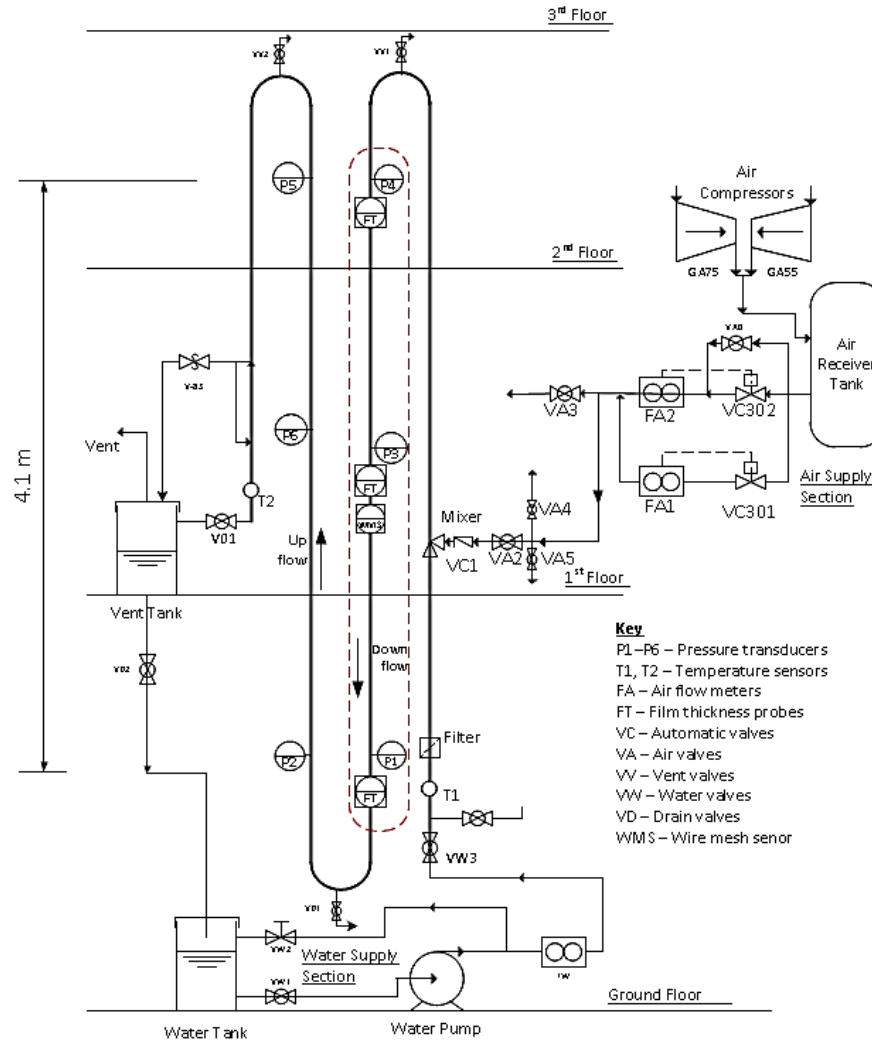 3rd Floor
VV2
VV1
P5
P4
FT
Air
Compressors
GA75
GA55
2nd Floor
Air
Receiver
Tank
VA3
FA2
VC302
Vent
P6
P3
4.1 m
FT
WMS
T2
V01
FA1
VC301
Air Supply
Section
VA4
Mixer
Up
flow
VC1
VA2
VA5
1st Floor
Vent Tank
VD2
Down
flow
Key
P1–P6 – Pressure transducers
T1, T2 – Temperature sensors
FA – Air flow meters
FT – Film thickness probes
VC – Automatic valves
VA – Air valves
VV – Vent valves
VW – Water valves
VD – Drain valves
WMS – Wire mesh senor
Filter
P2
P1
FT
T1
VW3
VD1
VW2
Water Supply
Section
VW1
Ground Floor
Water Tank
Water Pump